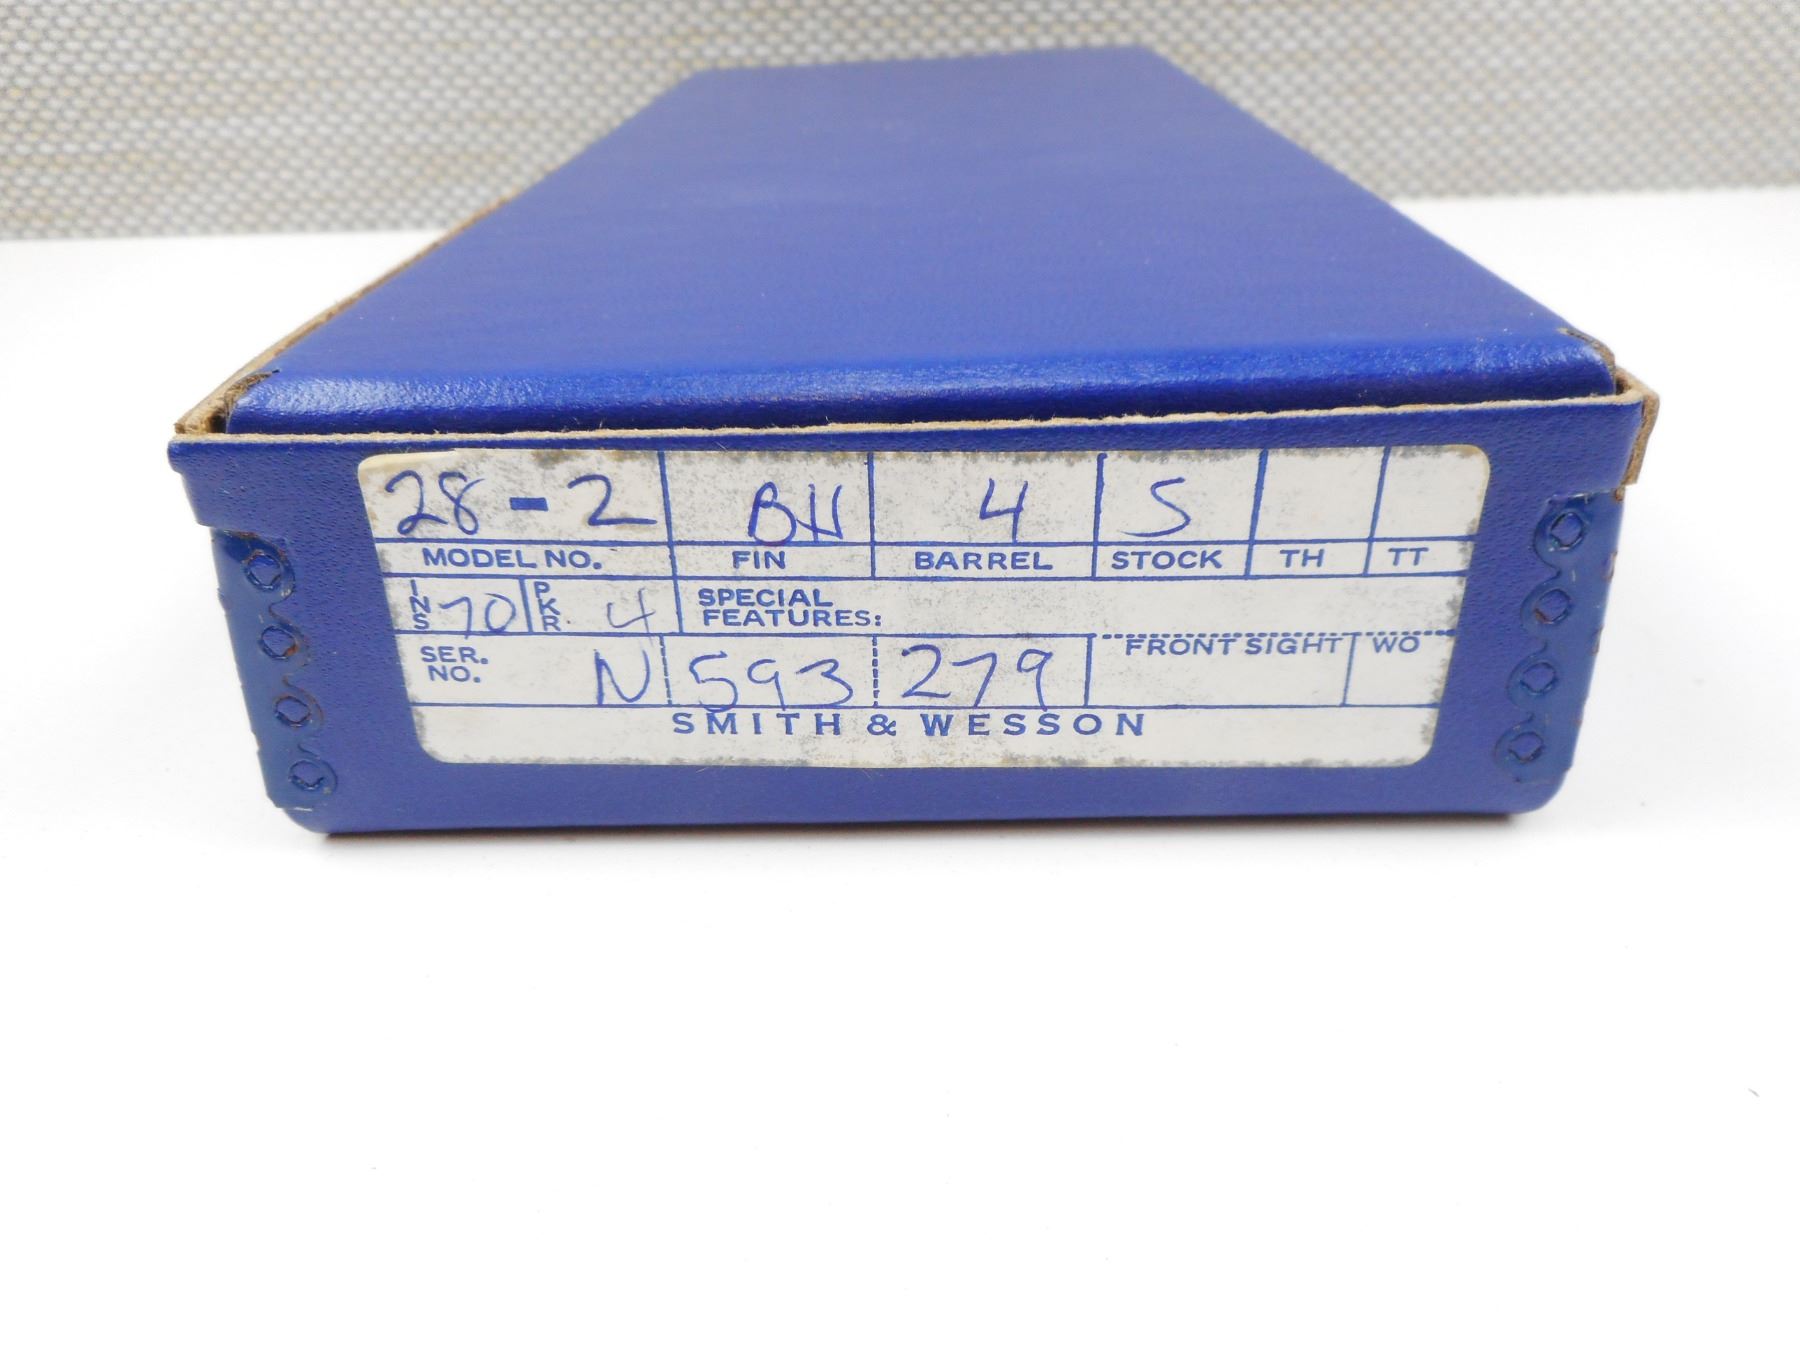 28-2 BH 4 S
MODEL NO. FIN BARREL STOCK TH TT
INS 70 PKR. 4 SPECIAL FEATURES:
SER. NO. N 593 279 FRONT SIGHT WO
SMITH & WESSON